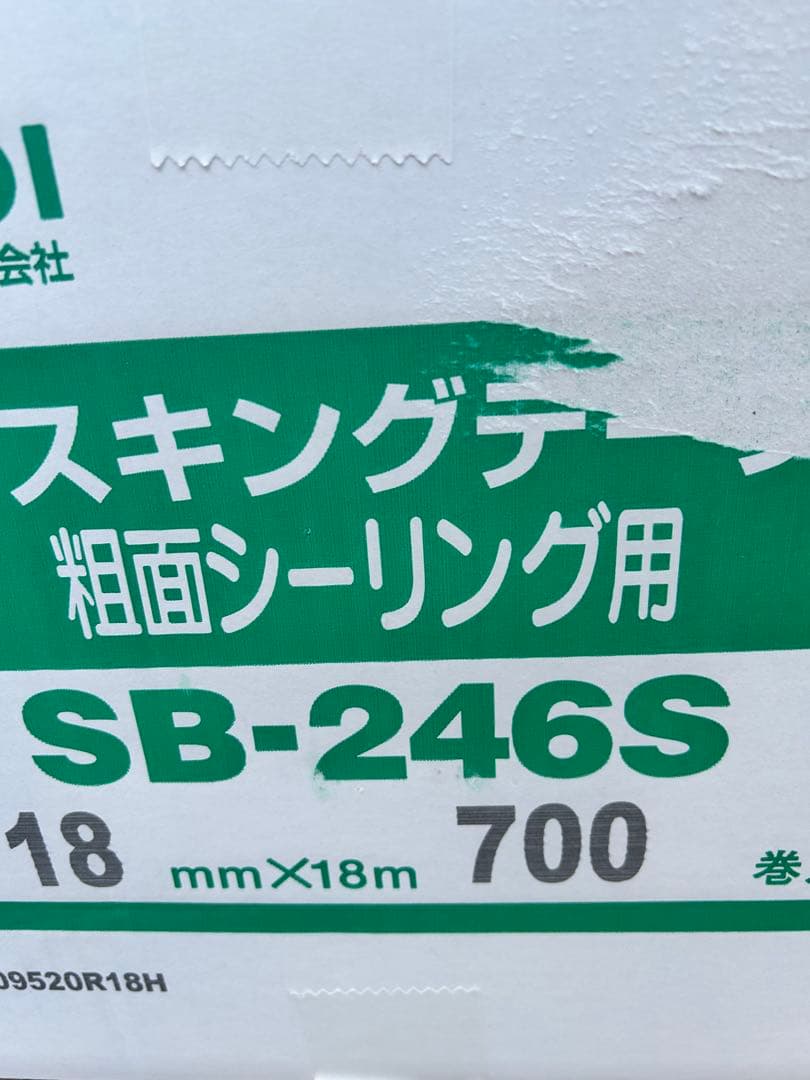 DI
会社
スキングテープ
粗面シーリング用
SB-246S
18 mm×18m 700 巻
09520R18H